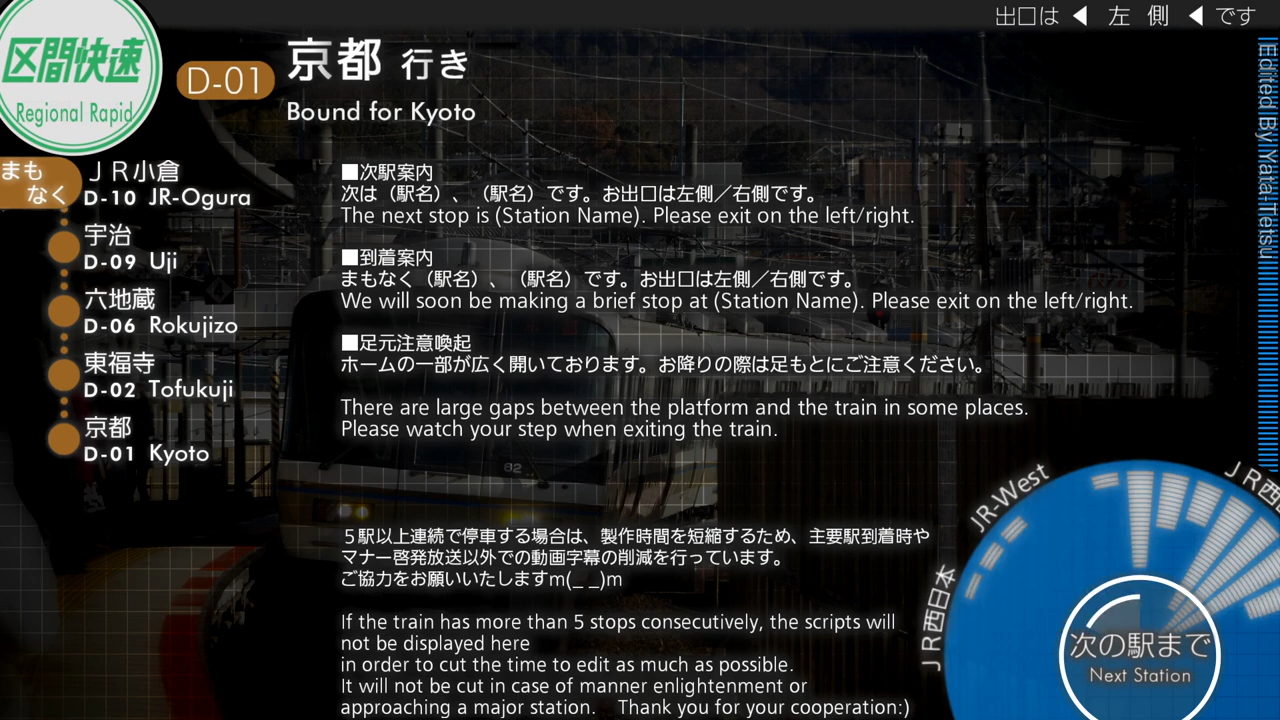 出口は ◀ 左 側 ◀ です
区間快速
Regional Rapid
D-01
京都 行き
Bound for Kyoto
まもなく
ＪＲ小倉
D-10 JR-Ogura
宇治
D-09 Uji
六地蔵
D-06 Rokujizo
東福寺
D-02 Tofukuji
京都
D-01 Kyoto
■次駅案内
次は（駅名）、（駅名）です。お出口は左側／右側です。
The next stop is (Station Name). Please exit on the left/right.
■到着案内
まもなく（駅名）、（駅名）です。お出口は左側／右側です。
We will soon be making a brief stop at (Station Name). Please exit on the left/right.
■足元注意喚起
ホームの一部が広く開いております。お降りの際は足もとにご注意ください。
There are large gaps between the platform and the train in some places.
Please watch your step when exiting the train.
５駅以上連続で停車する場合は、製作時間を短縮するため、主要駅到着時や
マナー啓発放送以外での動画字幕の削減を行っています。
ご協力をお願いいたしますm(_ _)m
If the train has more than 5 stops consecutively, the scripts will
not be displayed here
in order to cut the time to edit as much as possible.
It will not be cut in case of manner enlightenment or
approaching a major station. Thank you for your cooperation:)
Edited By Yatai-Tetsu
ＪＲ西日本
JR-West
ＪＲ西
次の駅まで
Next Station